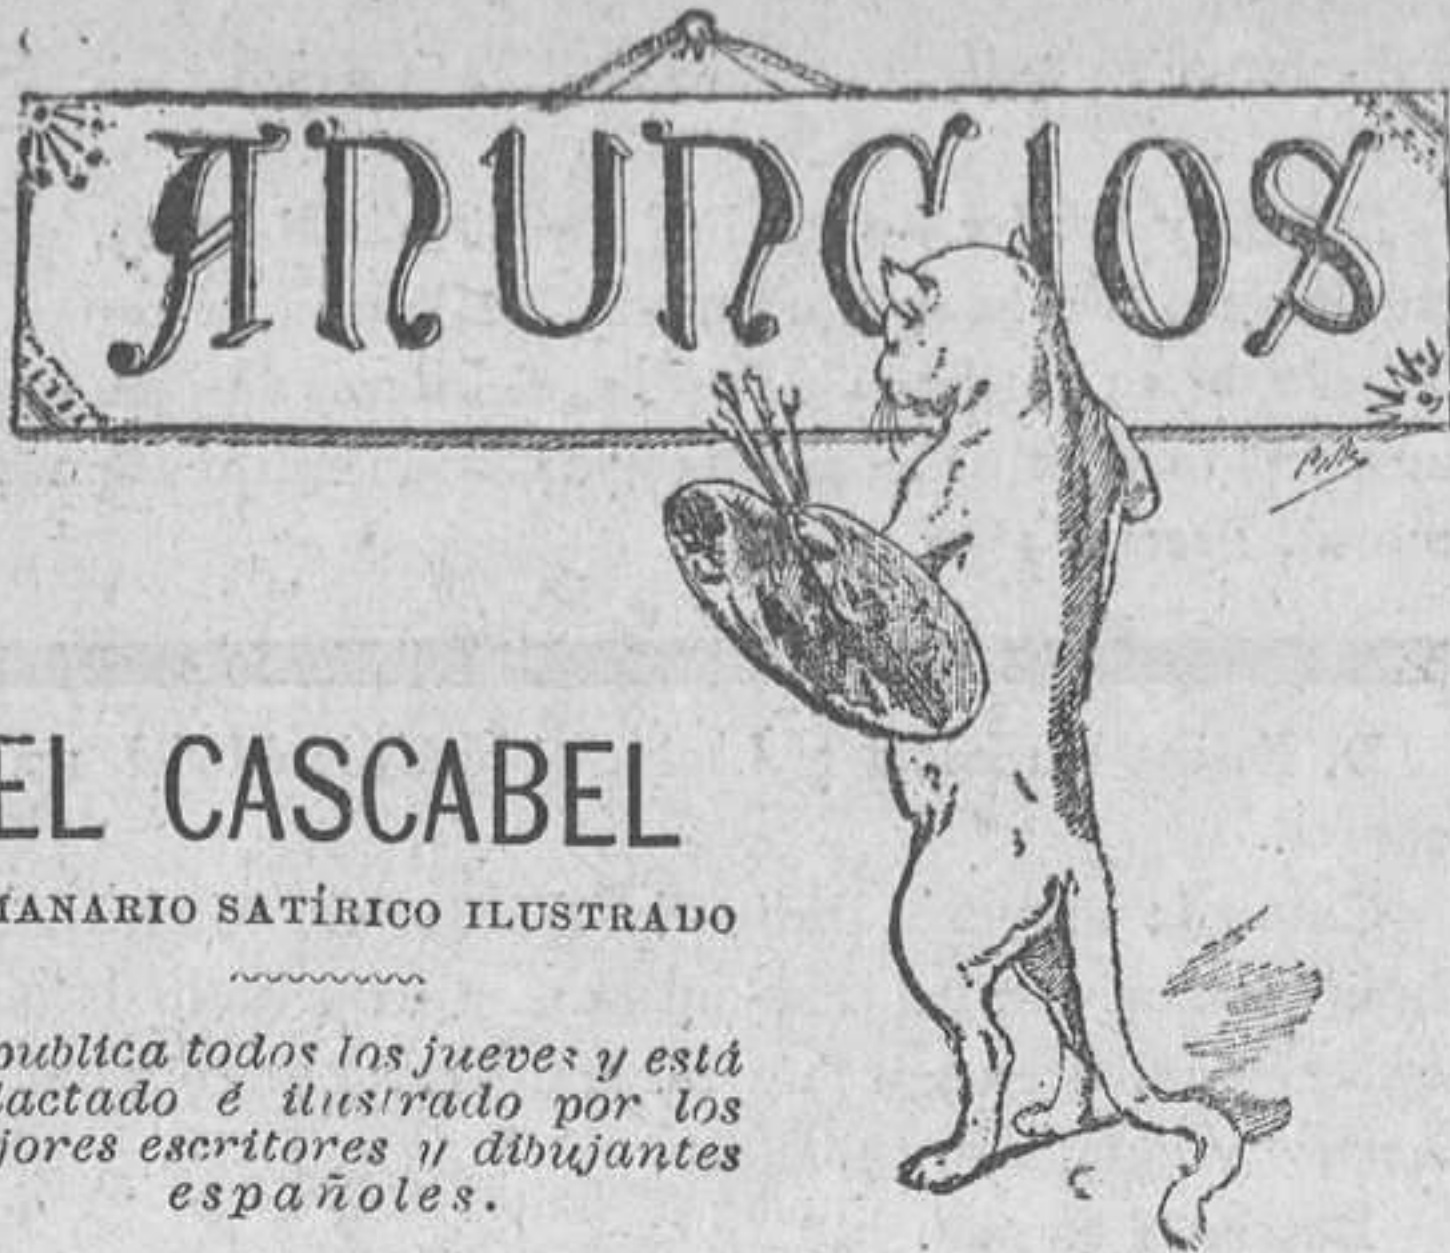 ANUNCIOS
EL CASCABEL
MANARIO SATÍRICO ILUSTRADO
publica todos los jueves y está
dactado é ilustrado por los
jores escritores y dibujantes
españoles.